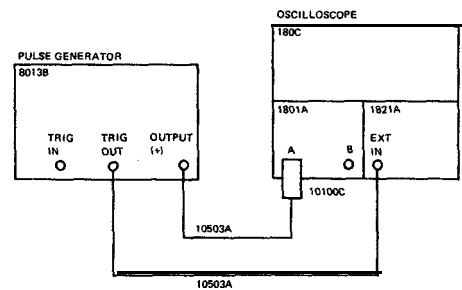 OSCILLOSCOPE
180C
PULSE GENERATOR
8013B
1801A
1821A
TRIG
IN
TRIG
OUT
OUTPUT
(+)
A
B
EXT
IN
10100C
10503A
10503A